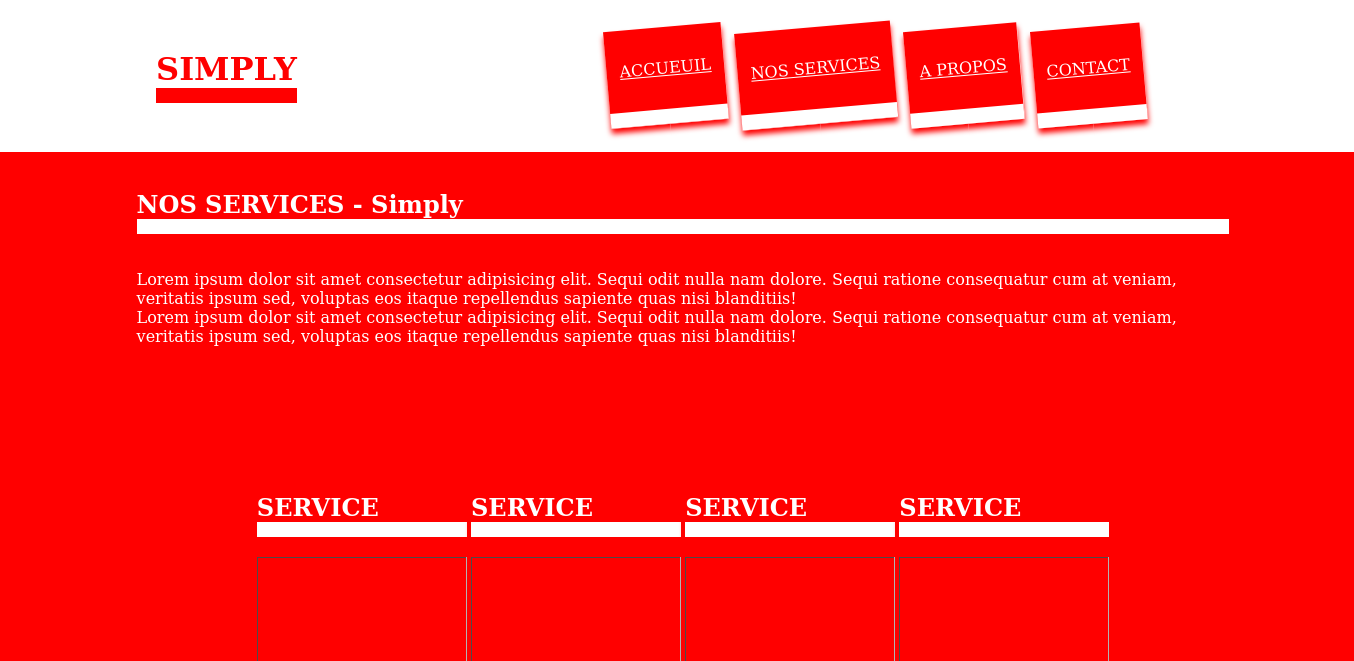 SIMPLY
ACCUEUIL
NOS SERVICES
A PROPOS
CONTACT
NOS SERVICES - Simply
Lorem ipsum dolor sit amet consectetur adipisicing elit. Sequi odit nulla nam dolore. Sequi ratione consequatur cum at veniam,
veritatis ipsum sed, voluptas eos itaque repellendus sapiente quas nisi blanditiis!
Lorem ipsum dolor sit amet consectetur adipisicing elit. Sequi odit nulla nam dolore. Sequi ratione consequatur cum at veniam,
veritatis ipsum sed, voluptas eos itaque repellendus sapiente quas nisi blanditiis!
SERVICE
SERVICE
SERVICE
SERVICE